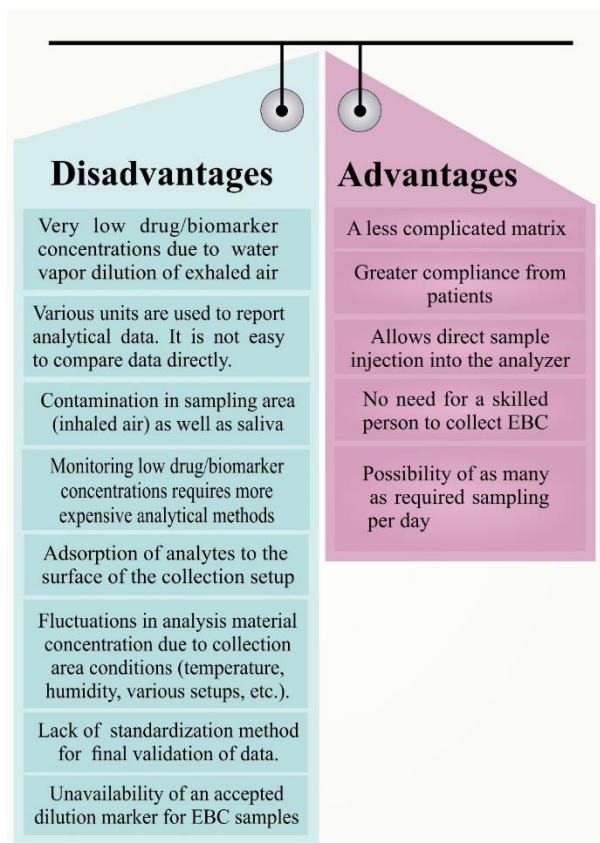 Disadvantages
Very low drug/biomarker
concentrations due to water
vapor dilution of exhaled air
Various units are used to report
analytical data. It is not easy
to compare data directly.
Contamination in sampling area
(inhaled air) as well as saliva
Monitoring low drug/biomarker
concentrations requires more
expensive analytical methods
Adsorption of analytes to the
surface of the collection setup
Fluctuations in analysis material
concentration due to collection
area conditions (temperature,
humidity, various setups, etc.).
Lack of standardization method
for final validation of data.
Unavailability of an accepted
dilution marker for EBC samples
Advantages
A less complicated matrix
Greater compliance from
patients
Allows direct sample
injection into the analyzer
No need for a skilled
person to collect EBC
Possibility of as many
as required sampling
per day